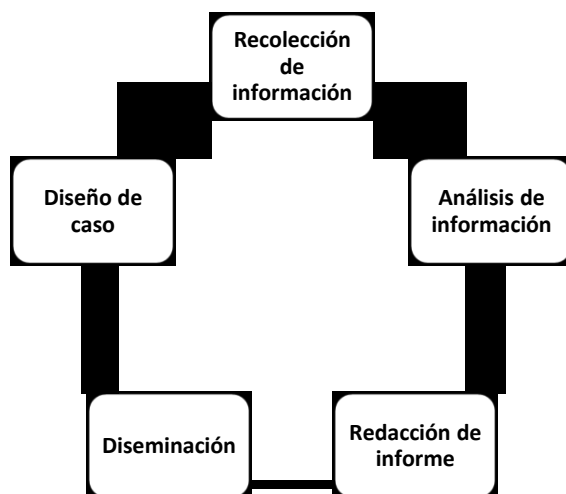 Recolección
de
información
Diseño de
caso
Análisis de
información
Diseminación
Redacción de
informe